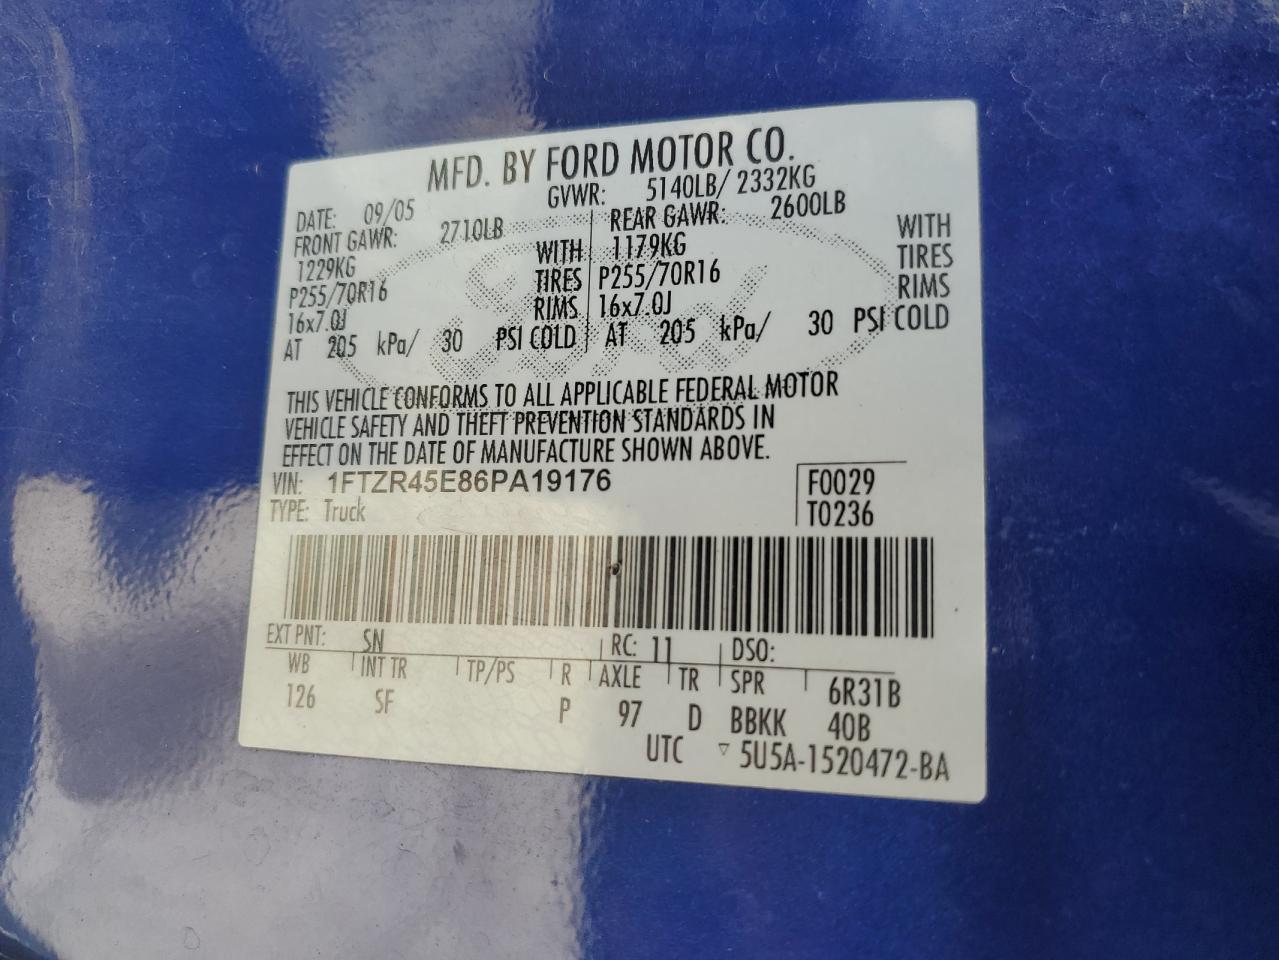 MFD. BY FORD MOTOR CO.
DATE: 09/05 GVWR: 5140LB/ 2332KG
FRONT GAWR: 2710LB REAR GAWR: 2600LB
1229KG WITH 1179KG WITH
P255/70R16 TIRES P255/70R16 TIRES
16x7.0J RIMS 16x7.0J RIMS
AT 205 kPa/ 30 PSI COLD AT 205 kPa/ 30 PSI COLD
THIS VEHICLE CONFORMS TO ALL APPLICABLE FEDERAL MOTOR
VEHICLE SAFETY AND THEFT PREVENTION STANDARDS IN
EFFECT ON THE DATE OF MANUFACTURE SHOWN ABOVE.
VIN: 1FTZR45E86PA19176 F0029
TYPE: Truck T0236
EXT PNT: SN RC: 11 DSO:
WB INT TR TP/PS R AXLE TR SPR 6R31B
126 SF P 97 D BBKK 40B
UTC ▽ 5U5A-1520472-BA